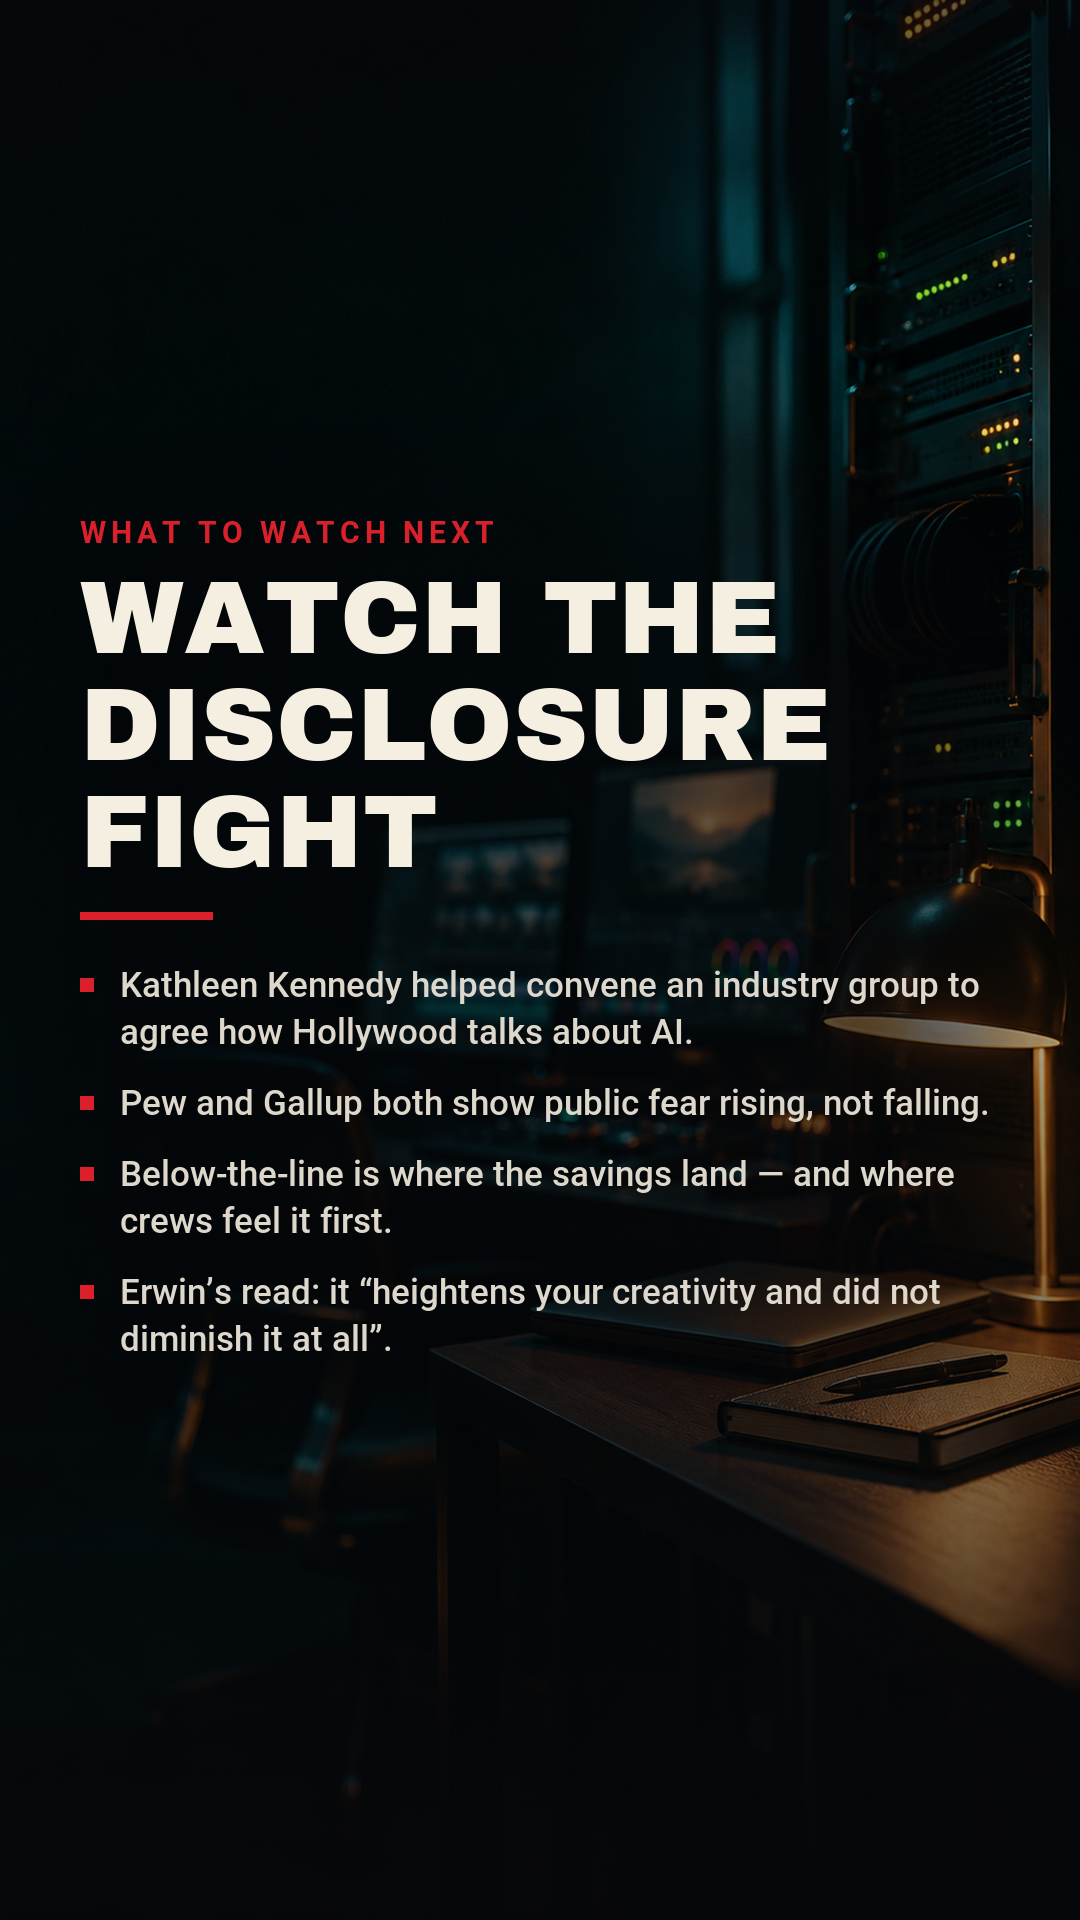 WHAT TO WATCH NEXT
WATCH THE
DISCLOSURE
FIGHT
Kathleen Kennedy helped convene an industry group to
agree how Hollywood talks about AI.
Pew and Gallup both show public fear rising, not falling.
Below-the-line is where the savings land — and where
crews feel it first.
Erwin’s read: it “heightens your creativity and did not
diminish it at all”.